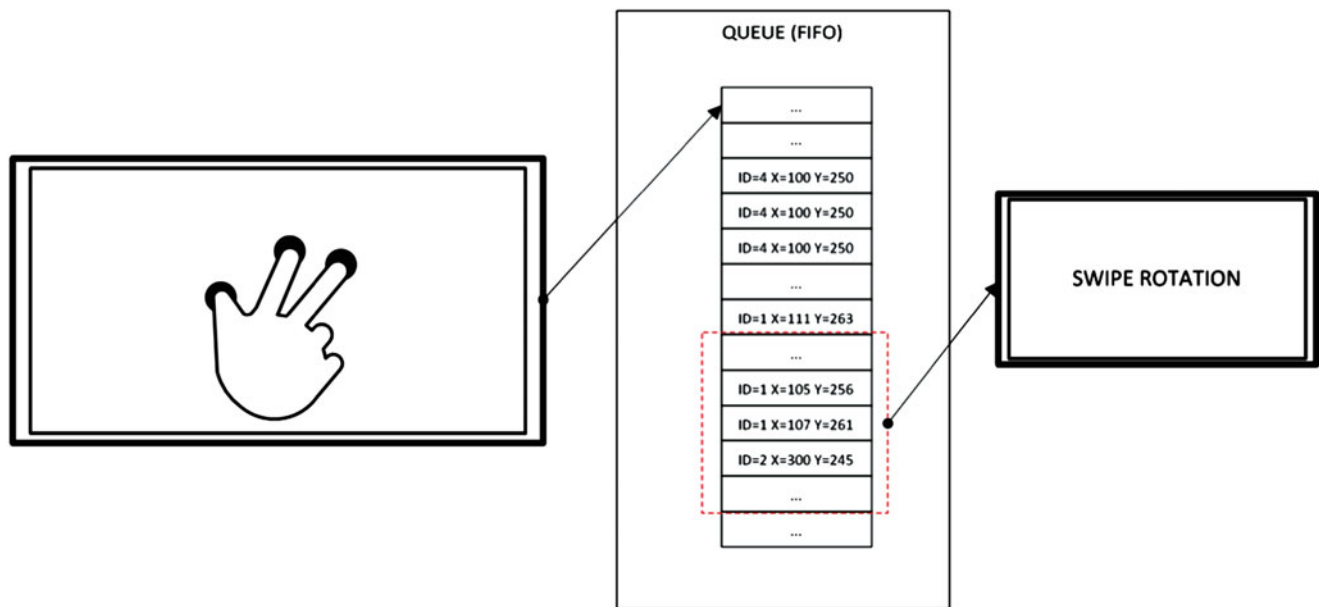 QUEUE (FIFO)
...
...
ID=4 X=100 Y=250
ID=4 X=100 Y=250
ID=4 X=100 Y=250
...
ID=1 X=111 Y=263
...
ID=1 X=105 Y=256
ID=1 X=107 Y=261
ID=2 X=300 Y=245
...
...
SWIPE ROTATION